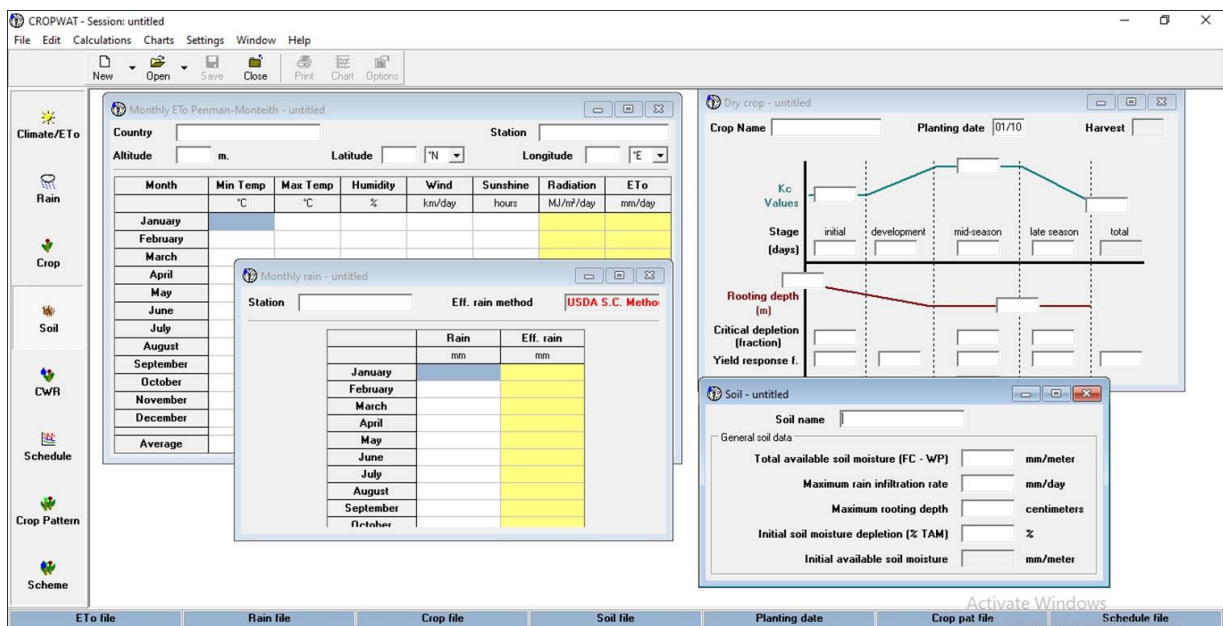 CROPWAT - Session: untitled
File Edit Calculations Charts Settings Window Help
New Open Save Close Print Chart Options
Climate/ETo
Rain
Crop
Soil
CWR
Schedule
Crop Pattern
Scheme
Monthly ETo Penman-Monteith - untitled
Country Station
Altitude m. Latitude °N Longitude °E
Month Min Temp Max Temp Humidity Wind Sunshine Radiation ETo
°C °C % km/day hours MJ/m²/day mm/day
January
February
March
April
May
June
July
August
September
October
November
December
Average
Monthly rain - untitled
Station Eff. rain method USDA S.C. Metho
Rain Eff. rain
mm mm
January
February
March
April
May
June
July
August
September
October
Dry crop - untitled
Crop Name Planting date 01/10 Harvest
Kc
Values
Stage initial development mid-season late season total
(days)
Rooting depth
(m)
Critical depletion
(fraction)
Yield response f.
Soil - untitled
Soil name
General soil data
Total available soil moisture (FC - WP) mm/meter
Maximum rain infiltration rate mm/day
Maximum rooting depth centimeters
Initial soil moisture depletion (% TAM) %
Initial available soil moisture mm/meter
Activate Windows
ETo file Rain file Crop file Soil file Planting date Crop pat file Schedule file